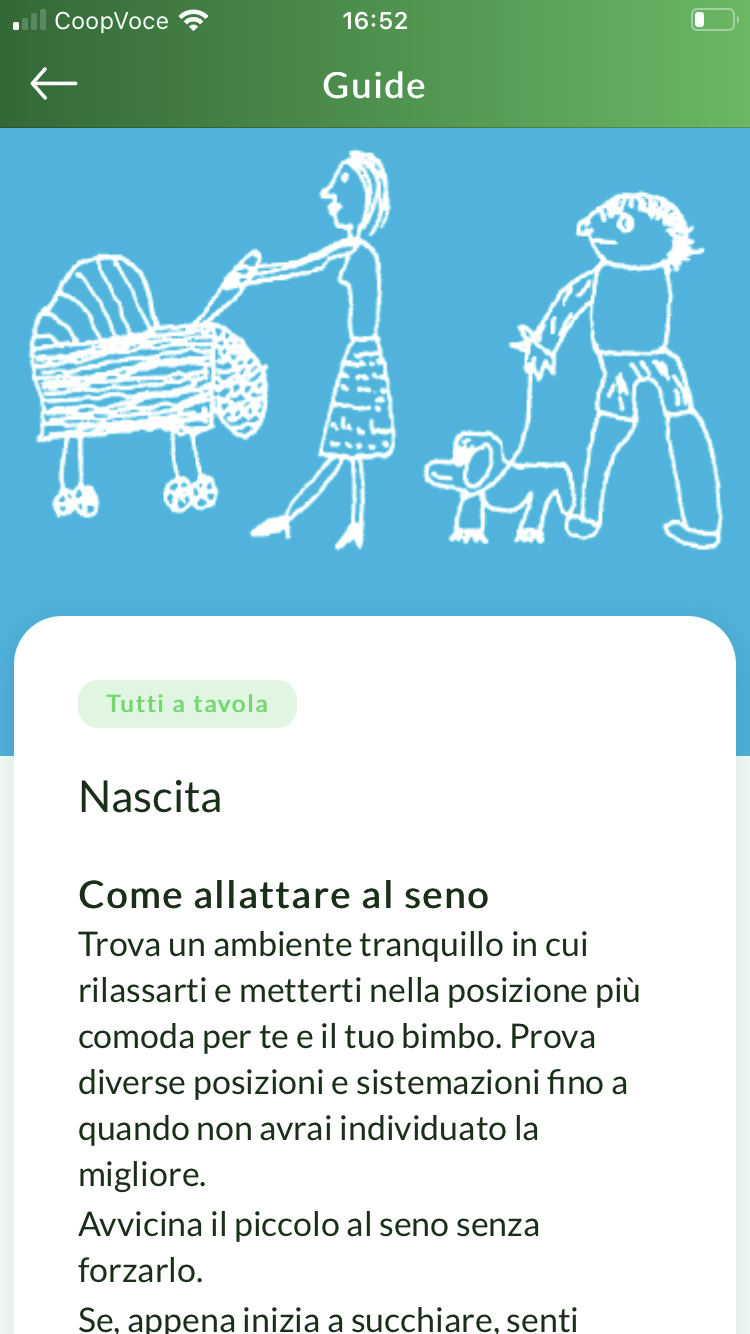 CoopVoce
16:52
Guide
Tutti a tavola
Nascita
Come allattare al seno
Trova un ambiente tranquillo in cui
rilassarti e metterti nella posizione più
comoda per te e il tuo bimbo. Prova
diverse posizioni e sistemazioni fino a
quando non avrai individuato la
migliore.
Avvicina il piccolo al seno senza
forzarlo.
Se, appena inizia a succhiare, senti